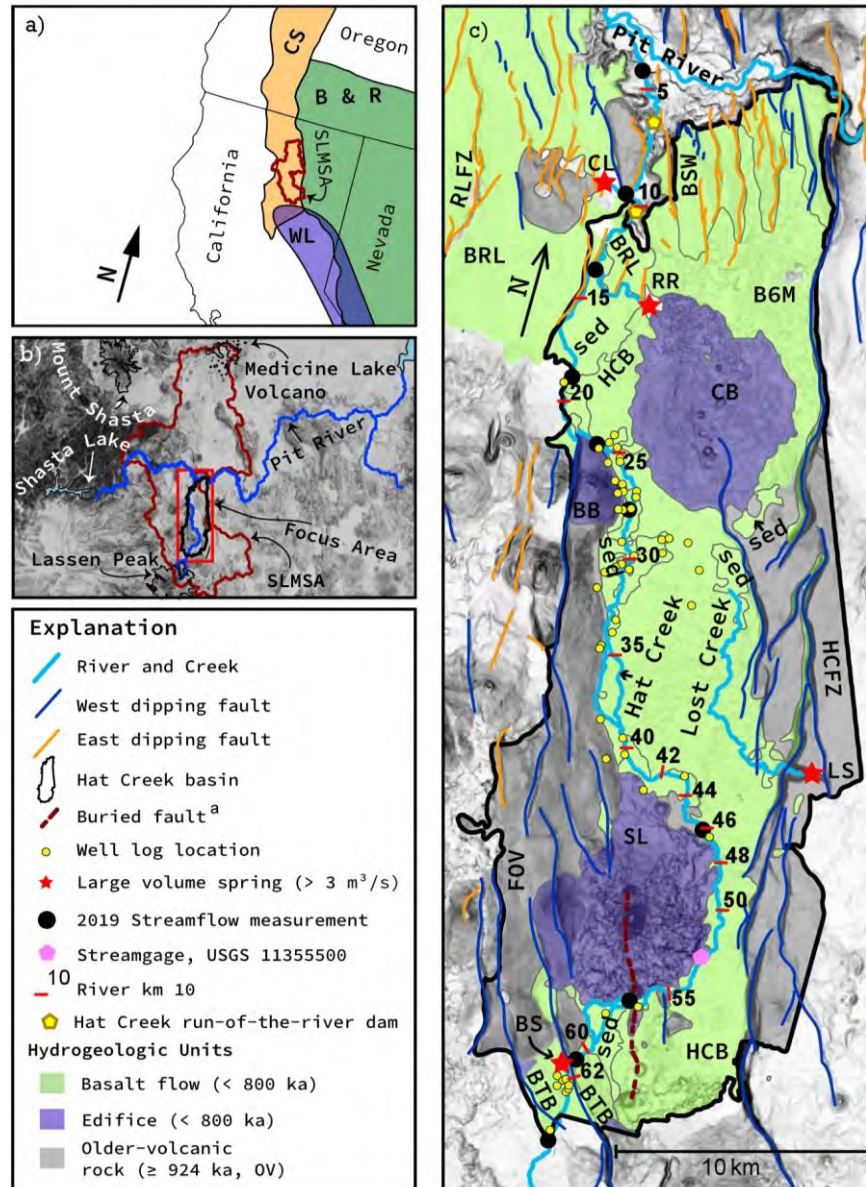 a)
CS
Oregon
B & R
SLMSA
California
WL
Nevada
N
b)
Mount Shasta
Medicine Lake
Volcano
Shasta
Lake
Pit River
Focus Area
Lassen Peak
SLMSA
Explanation
River and Creek
West dipping fault
East dipping fault
Hat Creek basin
Buried fault a
Well log location
Large volume spring (> 3 m³/s)
2019 Streamflow measurement
Streamgage, USGS 11355500
10 River km 10
Hat Creek run-of-the-river dam
Hydrogeologic Units
Basalt flow (< 800 ka)
Edifice (< 800 ka)
Older-volcanic
rock (≥ 924 ka, OV)
c)
Pit River
5
CL
BSW
RLFZ
10
BRL
BRL
N
RR
B6M
15
sed
HCB
CB
20
25
BB
sed
sed
30
sed
35
Hat Creek
Lost Creek
HCFZ
40
42
LS
44
SL
46
FOV
48
50
55
BS
60
sed
HCB
62
BTB
BTB
10 km